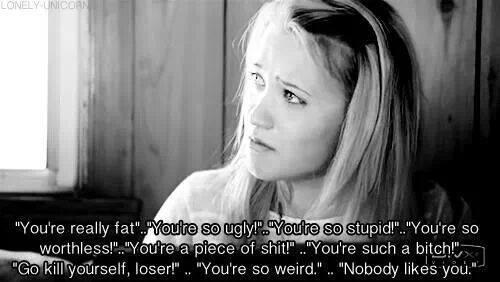 LONELY-UNICORN
"You're really fat".."You're so ugly!".."You're so stupid!".."You're so
worthless!".."You're a piece of shit!" .."You're such a bitch!"
"Go kill yourself, loser!" .. "You're so weird." .. "Nobody likes you."
VIDEO